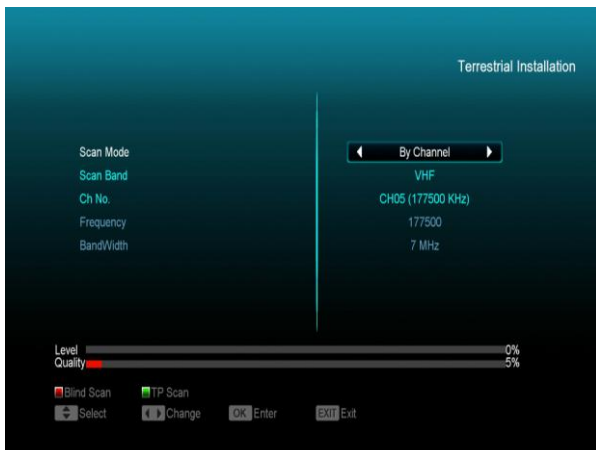 Terrestrial Installation
Scan Mode By Channel
Scan Band VHF
Ch No. CH05 (177500 KHz)
Frequency 177500
BandWidth 7 MHz
Level 0%
Quality 5%
Blind Scan TP Scan
Select Change OK Enter EXIT Exit